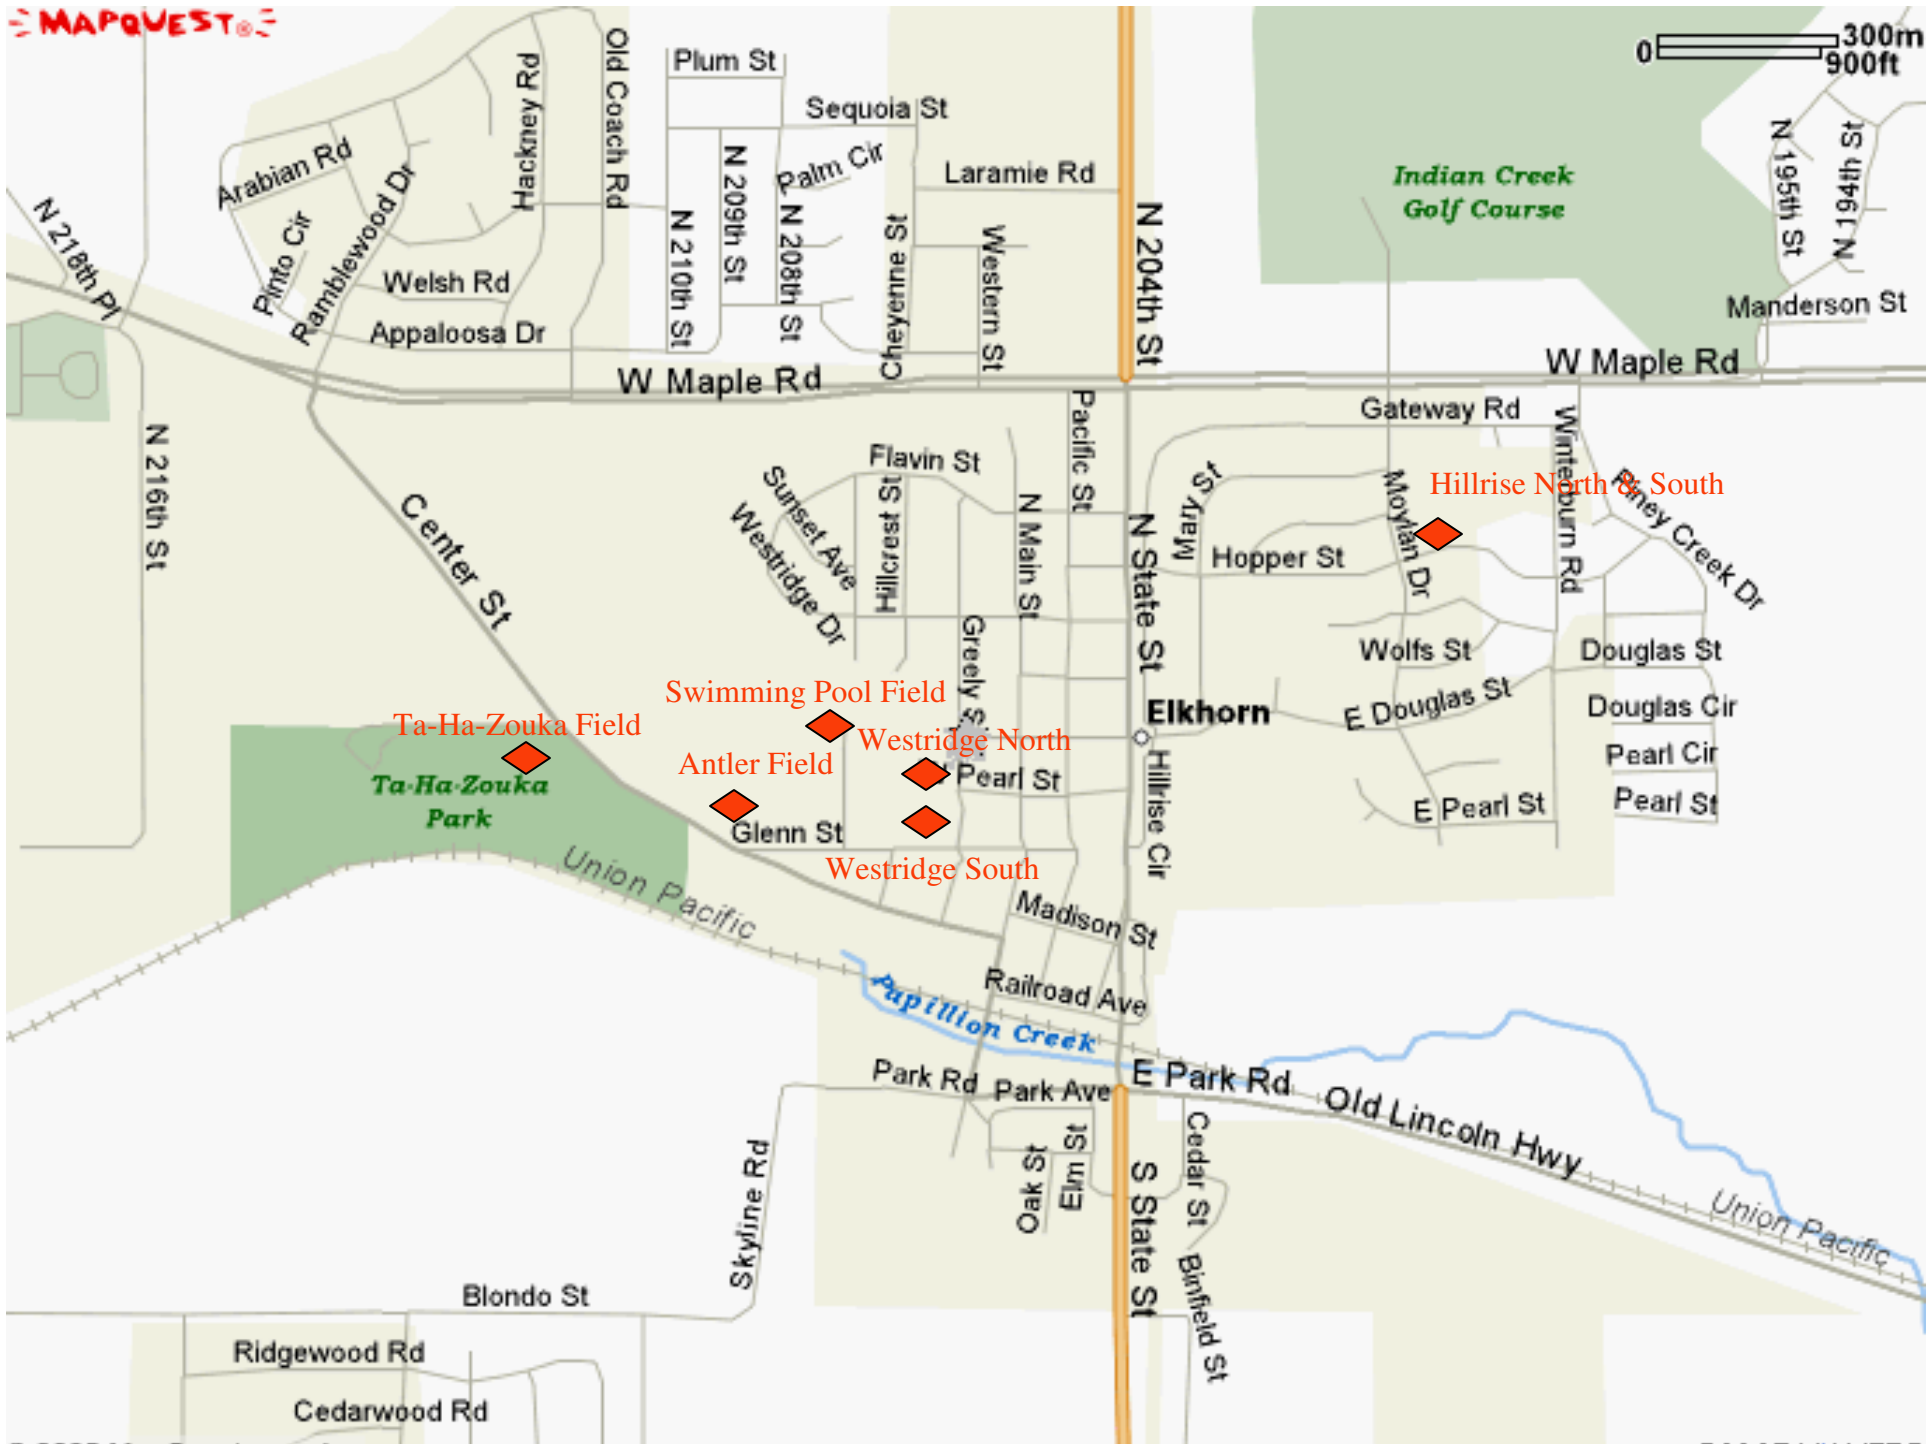 MAPQUEST®
0 300m
900ft
Plum St
Old Coach Rd
Hackney Rd
Sequoia St
Palm Cir
N 209th St
N 208th St
N 210th St
Arabian Rd
Ramblewood Dr
Pinto Cir
Welsh Rd
Appaloosa Dr
N 218th Pl
Laramie Rd
Cheyenne St
Western St
N 204th St
Indian Creek
Golf Course
N 195th St
N 194th St
Manderson St
W Maple Rd
W Maple Rd
Gateway Rd
N 216th St
Center St
Flavin St
Sunset Ave
Westridge Dr
Hillcrest St
N Main St
Pacific St
N State St
Mary St
Hopper St
Moylan Dr
Hillrise North & South
Winterburn Rd
Piney Creek Dr
Greely St
Wolfs St
Douglas St
E Douglas St
Douglas Cir
Pearl Cir
Pearl St
E Pearl St
Elkhorn
Swimming Pool Field
Ta-Ha-Zouka Field
Westridge North
Antler Field
Ta-Ha-Zouka
Park
Pearl St
Glenn St
Westridge South
Hillrise Cir
Union Pacific
Madison St
Railroad Ave
Papillion Creek
Park Rd
Park Ave
E Park Rd
Old Lincoln Hwy
Union Pacific
Oak St
Elm St
Cedar St
S State St
Binfield St
Skyline Rd
Blondo St
Ridgewood Rd
Cedarwood Rd